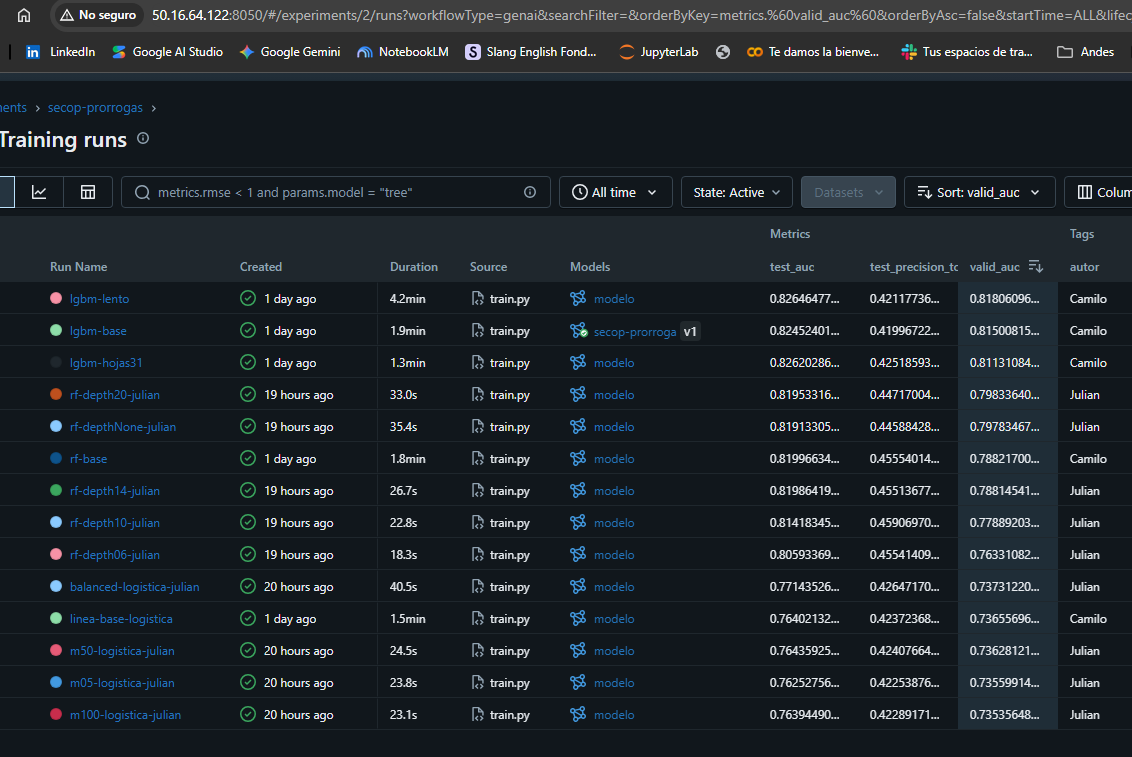 No seguro 50.16.64.122:8050/#/experiments/2/runs?workflowType=genai&searchFilter=&orderByKey=metrics.%60valid_auc%60&orderByAsc=false&startTime=ALL&lifec
LinkedIn Google AI Studio Google Gemini NotebookLM Slang English Fond... JupyterLab Te damos la bienve... Tus espacios de tra... Andes
ents > secop-prorrogas >
Training runs
metrics.rmse < 1 and params.model = "tree" All time State: Active Datasets Sort: valid_auc Colum
Metrics Tags
Run Name Created Duration Source Models test_auc test_precision_to valid_auc autor
lgbm-lento 1 day ago 4.2min train.py modelo 0.82646477... 0.42117736... 0.81806096... Camilo
lgbm-base 1 day ago 1.9min train.py secop-prorroga v1 0.82452401... 0.41996722... 0.81500815... Camilo
lgbm-hojas31 1 day ago 1.3min train.py modelo 0.82620286... 0.42518593... 0.81131084... Camilo
rf-depth20-julian 19 hours ago 33.0s train.py modelo 0.81953316... 0.44717004... 0.79833640... Julian
rf-depthNone-julian 19 hours ago 35.4s train.py modelo 0.81913305... 0.44588428... 0.79783467... Julian
rf-base 1 day ago 1.8min train.py modelo 0.81996634... 0.45554014... 0.78821700... Camilo
rf-depth14-julian 19 hours ago 26.7s train.py modelo 0.81986419... 0.45513677... 0.78814541... Julian
rf-depth10-julian 19 hours ago 22.8s train.py modelo 0.81418345... 0.45906970... 0.77889203... Julian
rf-depth06-julian 19 hours ago 18.3s train.py modelo 0.80593369... 0.45541409... 0.76331082... Julian
balanced-logistica-julian 20 hours ago 40.5s train.py modelo 0.77143526... 0.42647170... 0.73731220... Julian
linea-base-logistica 1 day ago 1.5min train.py modelo 0.76402132... 0.42372368... 0.73655696... Camilo
m50-logistica-julian 20 hours ago 24.5s train.py modelo 0.76435925... 0.42407664... 0.73628121... Julian
m05-logistica-julian 20 hours ago 23.8s train.py modelo 0.76252756... 0.42253876... 0.73559914... Julian
m100-logistica-julian 20 hours ago 23.1s train.py modelo 0.76394490... 0.42289171... 0.73535648... Julian